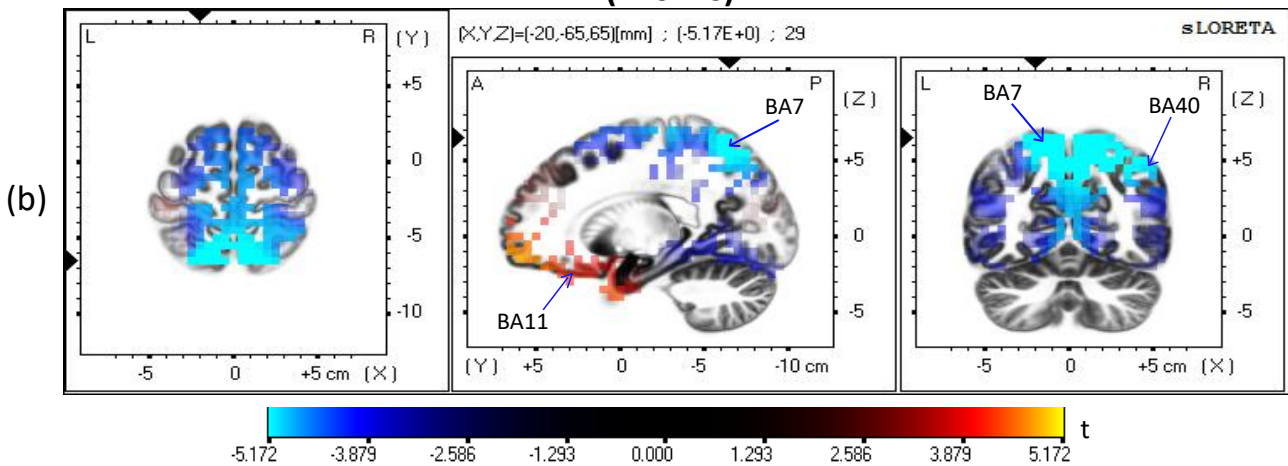 L R (Y)
+5
0
-5
-10
-5 0 +5 cm (X)
(b)
(X,Y,Z)=(-20,-65,65)[mm] ; (-5.17E+0) ; 29
sLORETA
A P (Z)
BA7
+5
0
-5
BA11
(Y) +5 0 -5 -10 cm
L R (Z)
BA7
BA40
+5
0
-5
-5 0 +5 cm (X)
-5.172 -3.879 -2.586 -1.293 0.000 1.293 2.586 3.879 5.172 t